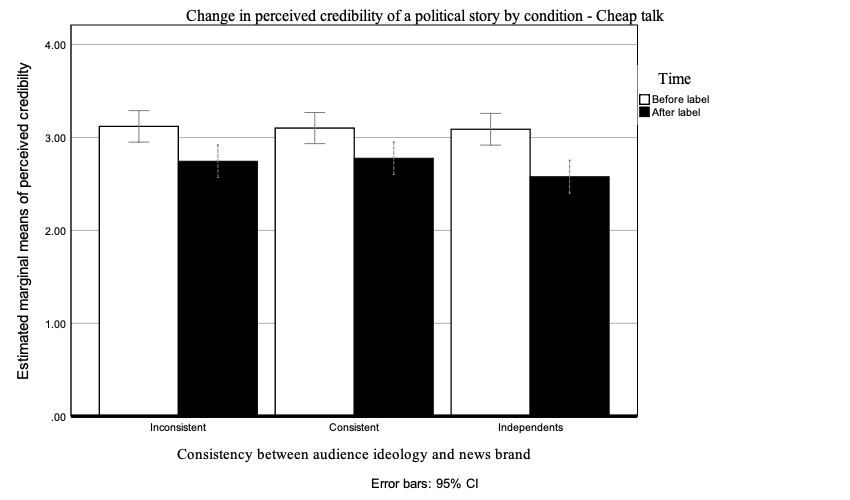 Change in perceived credibility of a political story by condition - Cheap talk
Estimated marginal means of perceived credibilty
4.00
3.00
2.00
1.00
.00
Time
Before label
After label
Inconsistent
Consistent
Independents
Consistency between audience ideology and news brand
Error bars: 95% CI